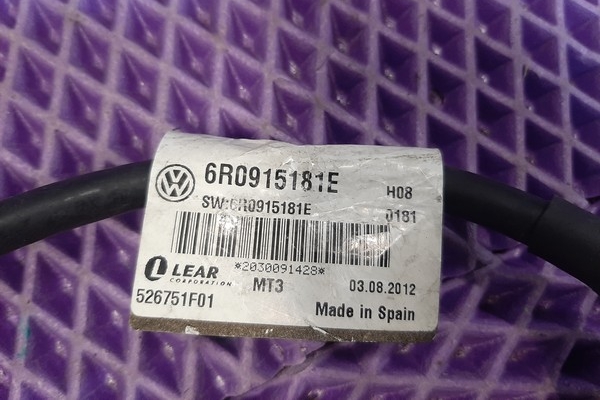 6R0915181E
H08
SW:6R0915181E
0181
*2030091428*
LEAR
CORPORATION
MT3
03.08.2012
526751F01
Made in Spain